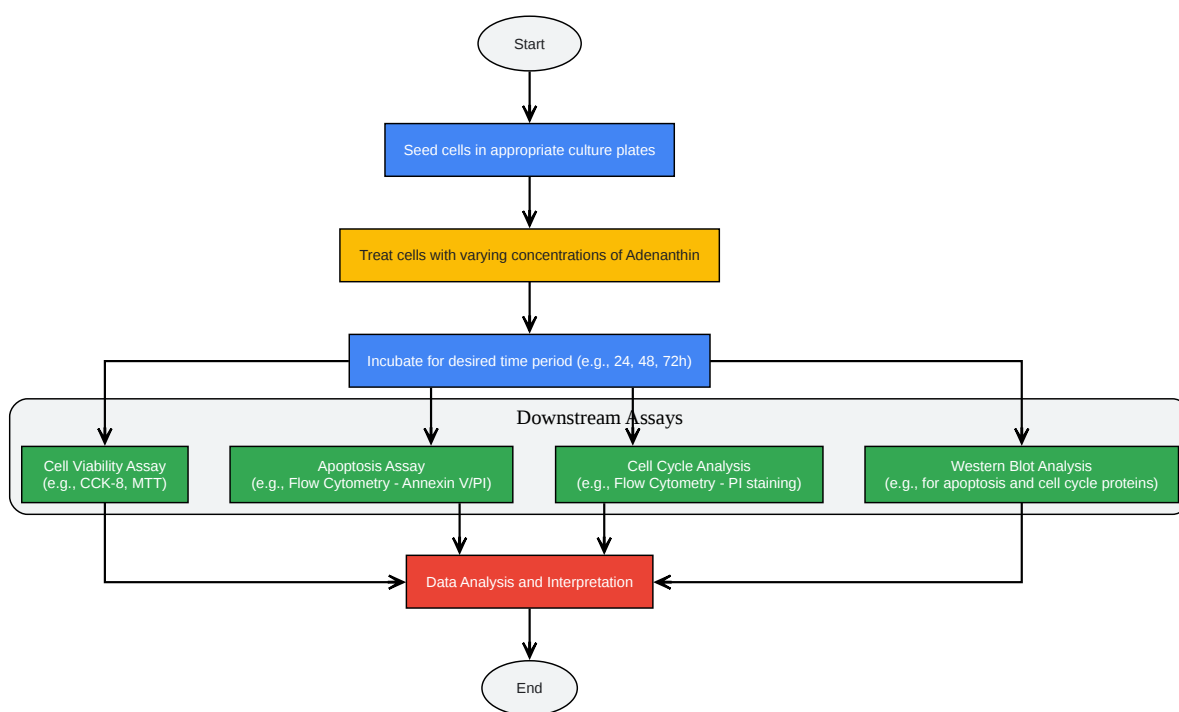 Start
Seed cells in appropriate culture plates
Treat cells with varying concentrations of Adenanthin
Incubate for desired time period (e.g., 24, 48, 72h)
Downstream Assays
Cell Viability Assay
(e.g., CCK-8, MTT)
Apoptosis Assay
(e.g., Flow Cytometry - Annexin V/PI)
Cell Cycle Analysis
(e.g., Flow Cytometry - PI staining)
Western Blot Analysis
(e.g., for apoptosis and cell cycle proteins)
Data Analysis and Interpretation
End